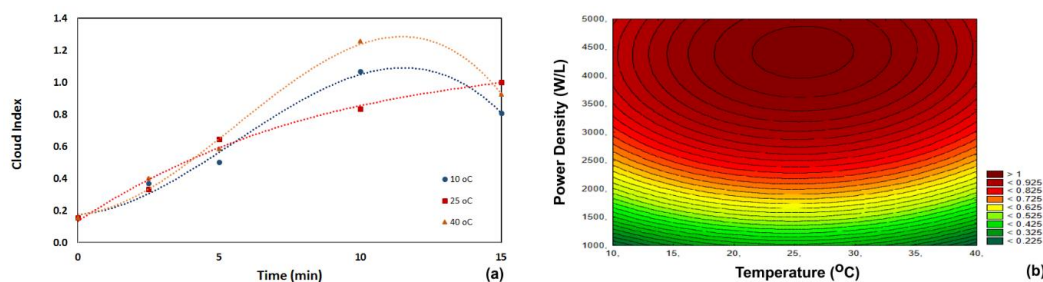 1.4
1.2
1.0
0.8
0.6
0.4
0.2
0.0
Cloud Index
0 5 10 15
Time (min)
10 oC
25 oC
40 oC
(a)
5000,
4500,
4000,
3500,
3000,
2500,
2000,
1500,
1000,
Power Density (W/L)
10, 15, 20, 25, 30, 35, 40,
Temperature (OC)
> 1
< 0.925
< 0.825
< 0.725
< 0.625
< 0.525
< 0.425
< 0.325
< 0.225
(b)